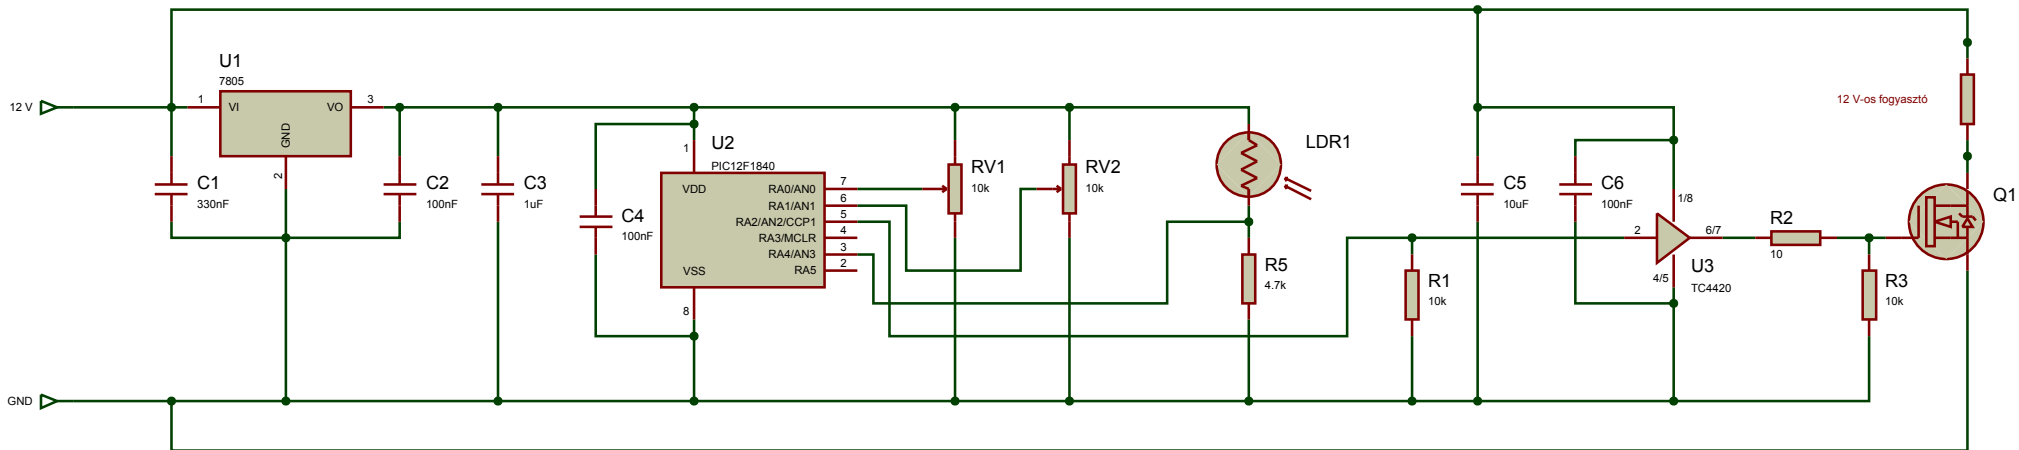 12 V
U1
7805
1
VI
VO
3
GND
2
C1
330nF
C2
100nF
C3
1uF
C4
100nF
U2
PIC12F1840
1
VDD
VSS
8
RA0/AN0
7
RA1/AN1
6
RA2/AN2/CCP1
5
RA3/MCLR
4
RA4/AN3
3
RA5
2
RV1
10k
RV2
10k
LDR1
R5
4.7k
R1
10k
C5
10uF
C6
100nF
1/8
2
6/7
4/5
U3
TC4420
R2
10
R3
10k
12 V-os fogyasztó
Q1
GND